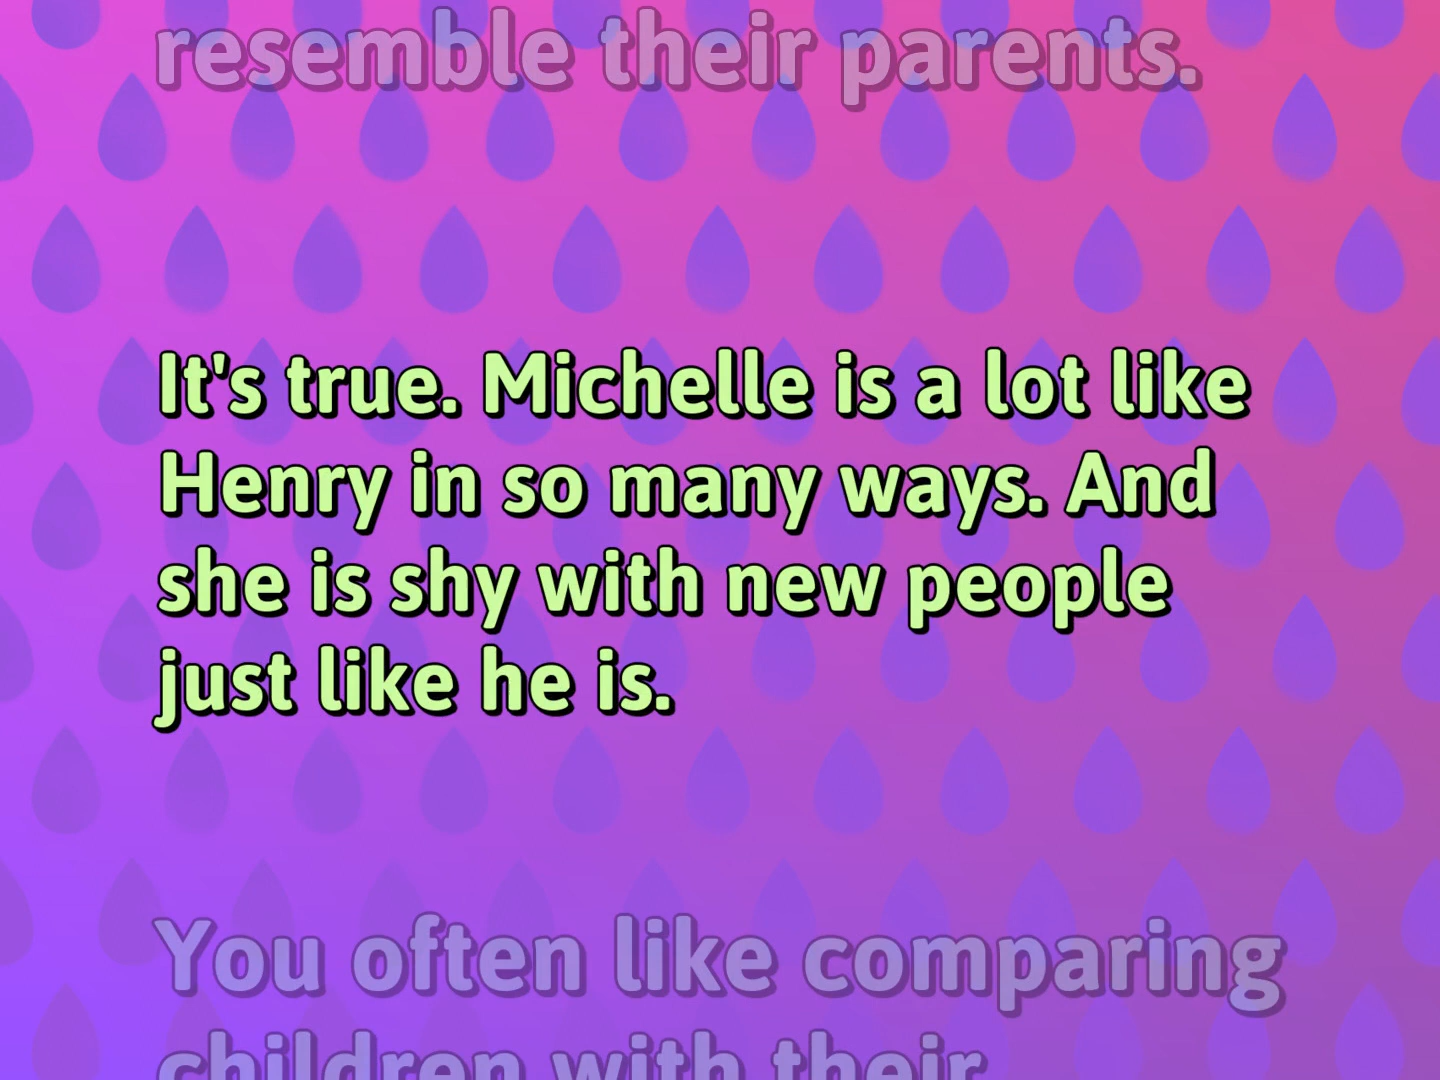 resemble their parents.
It's true. Michelle is a lot like
Henry in so many ways. And
she is shy with new people
just like he is.
You often like comparing
children with their